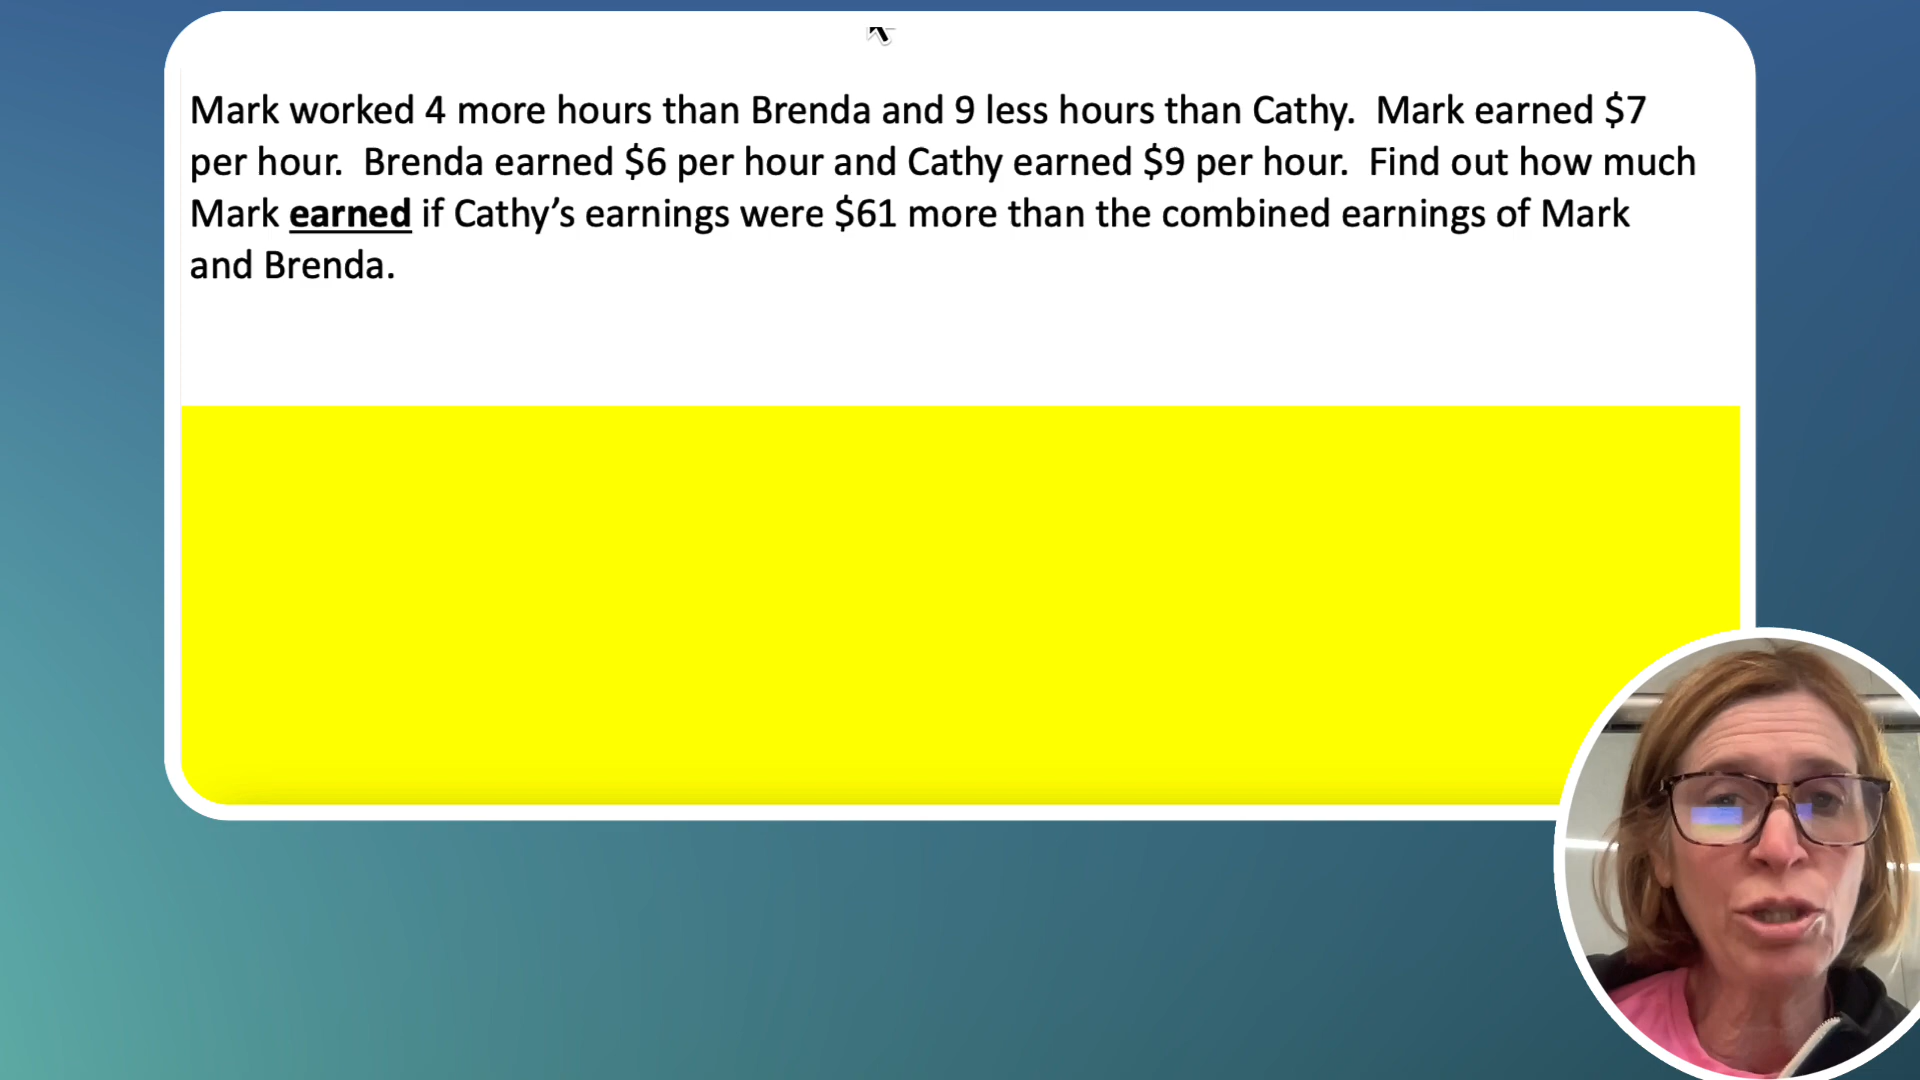 Mark worked 4 more hours than Brenda and 9 less hours than Cathy.  Mark earned $7
per hour.  Brenda earned $6 per hour and Cathy earned $9 per hour.  Find out how much
Mark earned if Cathy’s earnings were $61 more than the combined earnings of Mark
and Brenda.